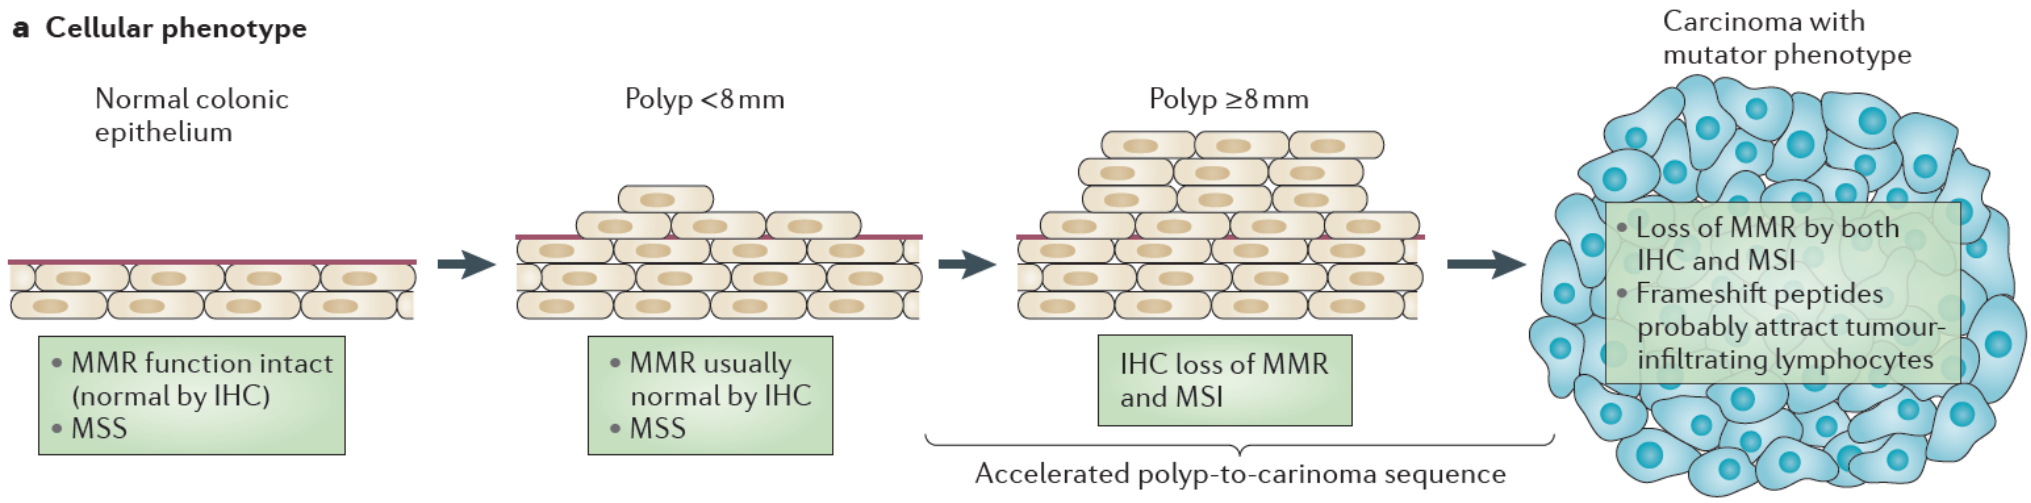 a Cellular phenotype
Normal colonic
epithelium
• MMR function intact
(normal by IHC)
• MSS
Polyp <8 mm
• MMR usually
normal by IHC
• MSS
Polyp ≥8 mm
IHC loss of MMR
and MSI
Accelerated polyp-to-carinoma sequence
Carcinoma with
mutator phenotype
• Loss of MMR by both
IHC and MSI
• Frameshift peptides
probably attract tumour-
infiltrating lymphocytes